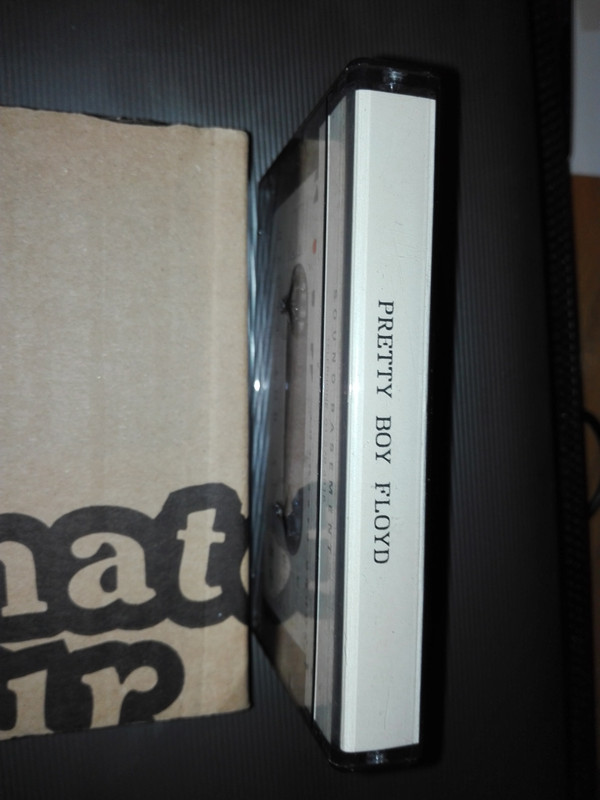 nat
ur
PRETTY BOY FLOYD
SOUND BASEMENT